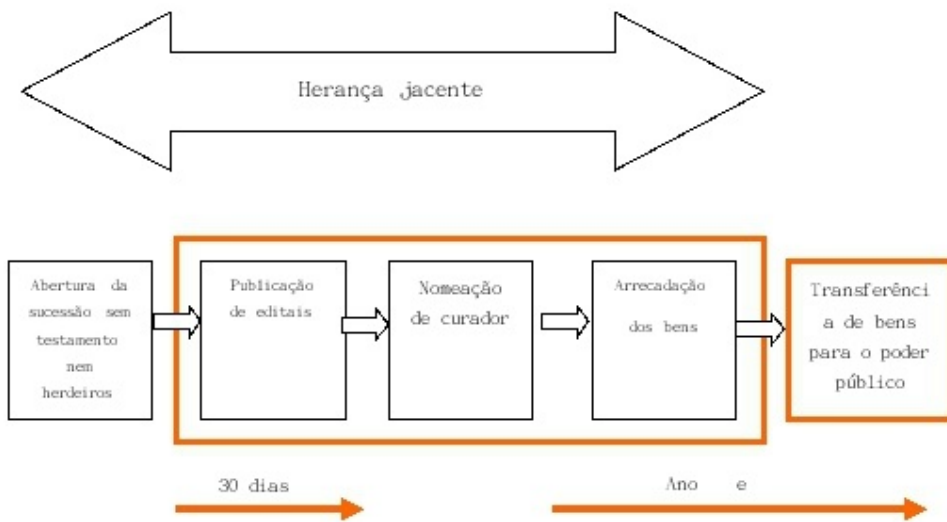 Herança jacente
Abertura da
sucessão sem
testamento
nem
herdeiros
Publicação
de editais
Nomeação
de curador
Arrecadação
dos bens
Transferênci
a de bens
para o poder
público
30 dias
Ano e